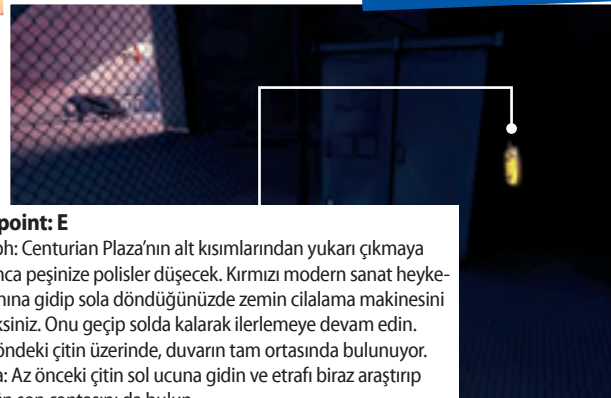 point: E
ph: Centurian Plaza’nın alt kısımlarından yukarı çıkmaya
nca peşinize polisler düşecek. Kırmızı modern sanat heyke-
nına gidip sola döndüğünüzde zemin cilalama makinesini
ksiniz. Onu geçip solda kalarak ilerlemeye devam edin.
öndeki çitin üzerinde, duvarın tam ortasında bulunuyor.
a: Az önceki çitin sol ucuna gidin ve etrafı biraz araştırıp